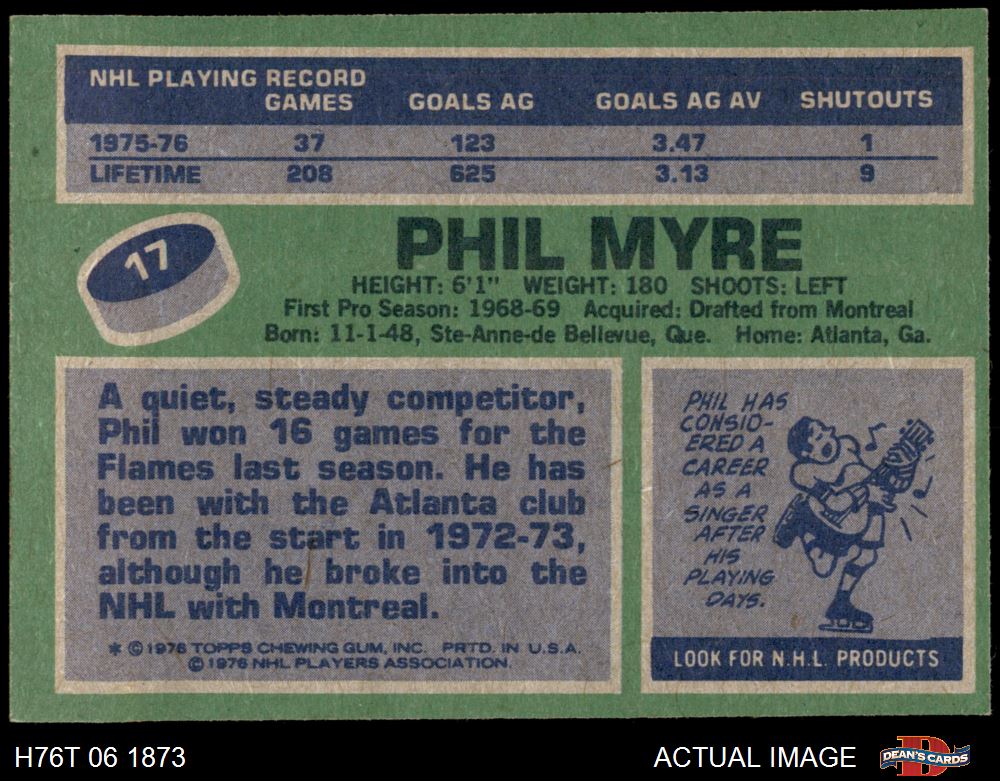 NHL PLAYING RECORD
GAMES GOALS AG GOALS AG AV SHUTOUTS
1975-76 37 123 3.47 1
LIFETIME 208 625 3.13 9
17
PHIL MYRE
HEIGHT: 6'1" WEIGHT: 180 SHOOTS: LEFT
First Pro Season: 1968-69 Acquired: Drafted from Montreal
Born: 11-1-48, Ste-Anne-de Bellevue, Que. Home: Atlanta, Ga.
A quiet, steady competitor,
Phil won 16 games for the
Flames last season. He has
been with the Atlanta club
from the start in 1972-73,
although he broke into the
NHL with Montreal.
* © 1976 TOPPS CHEWING GUM, INC. PRTD. IN U.S.A.
© 1976 NHL PLAYERS ASSOCIATION.
PHIL HAS
CONSID-
ERED A
CAREER
AS A
SINGER
AFTER
HIS
PLAYING
DAYS.
LOOK FOR N.H.L. PRODUCTS
H76T 06 1873
ACTUAL IMAGE
D
DEAN'S CARDS